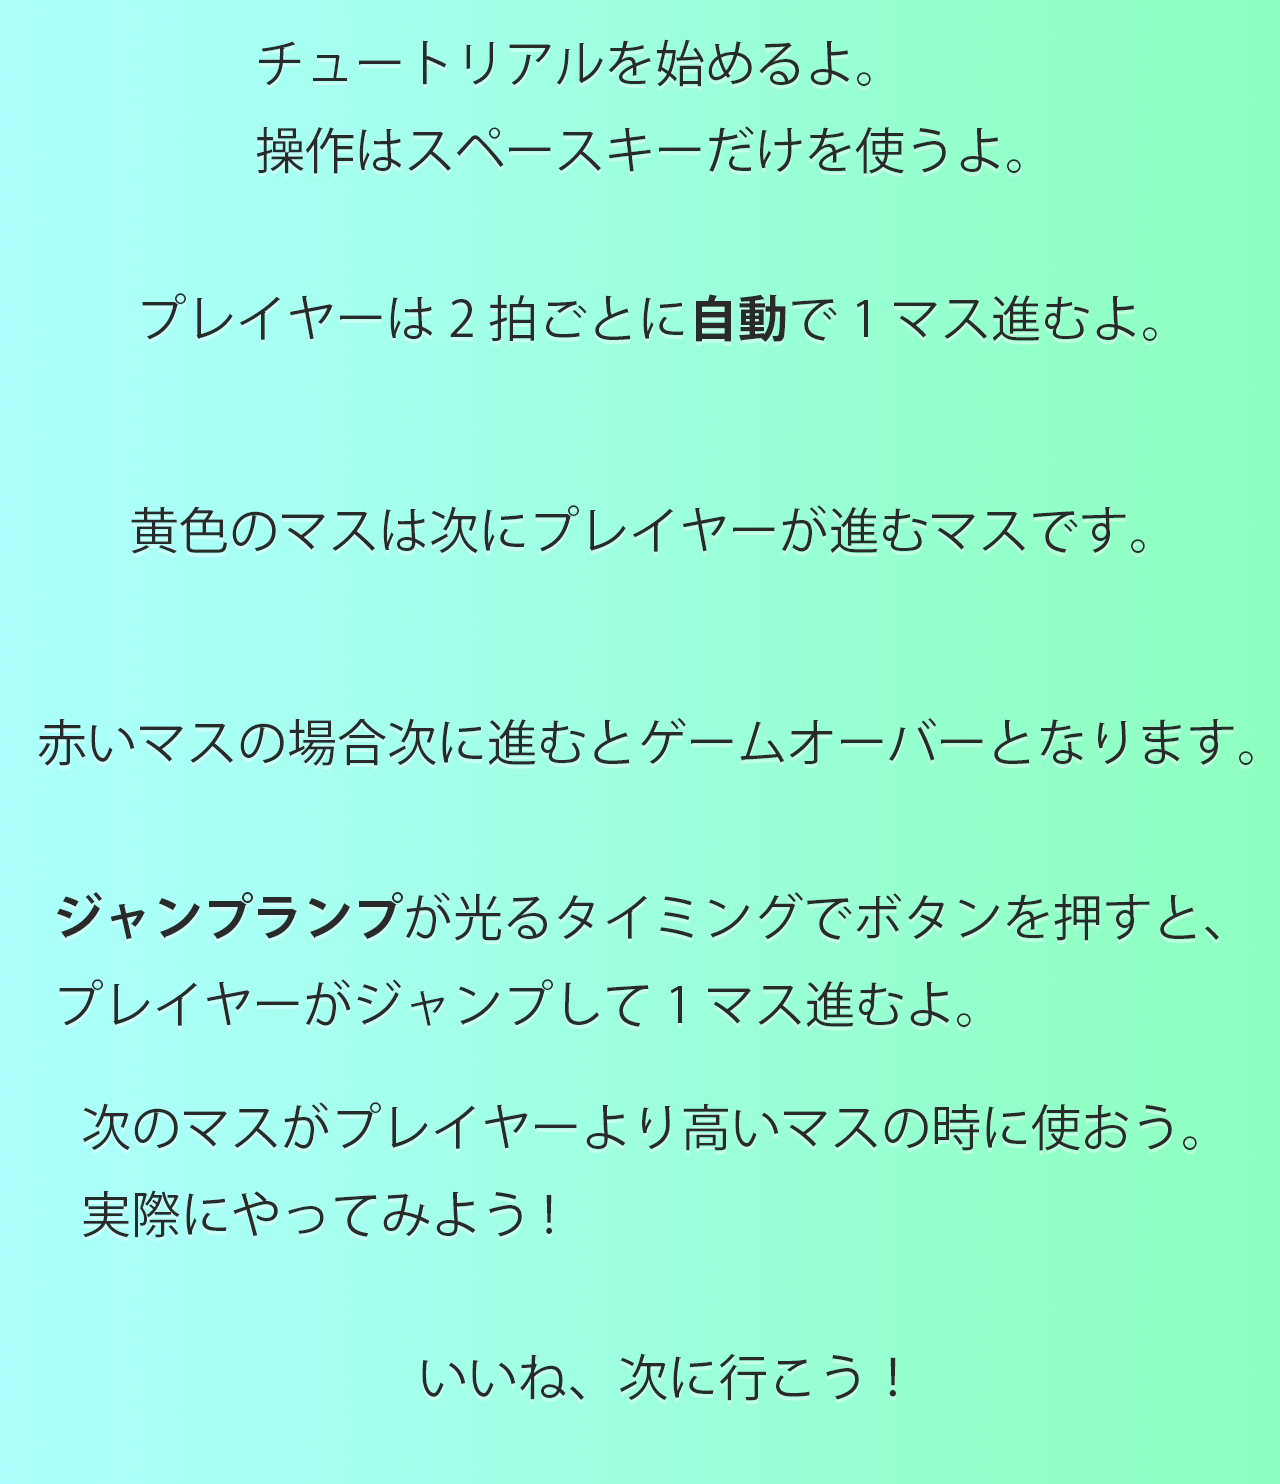 チュートリアルを始めるよ。
操作はスペースキーだけを使うよ。
プレイヤーは 2 拍ごとに自動で 1 マス進むよ。
黄色のマスは次にプレイヤーが進むマスです。
赤いマスの場合次に進むとゲームオーバーとなります。
ジャンプランプが光るタイミングでボタンを押すと、
プレイヤーがジャンプして 1 マス進むよ。
次のマスがプレイヤーより高いマスの時に使おう。
実際にやってみよう！
いいね、次に行こう！